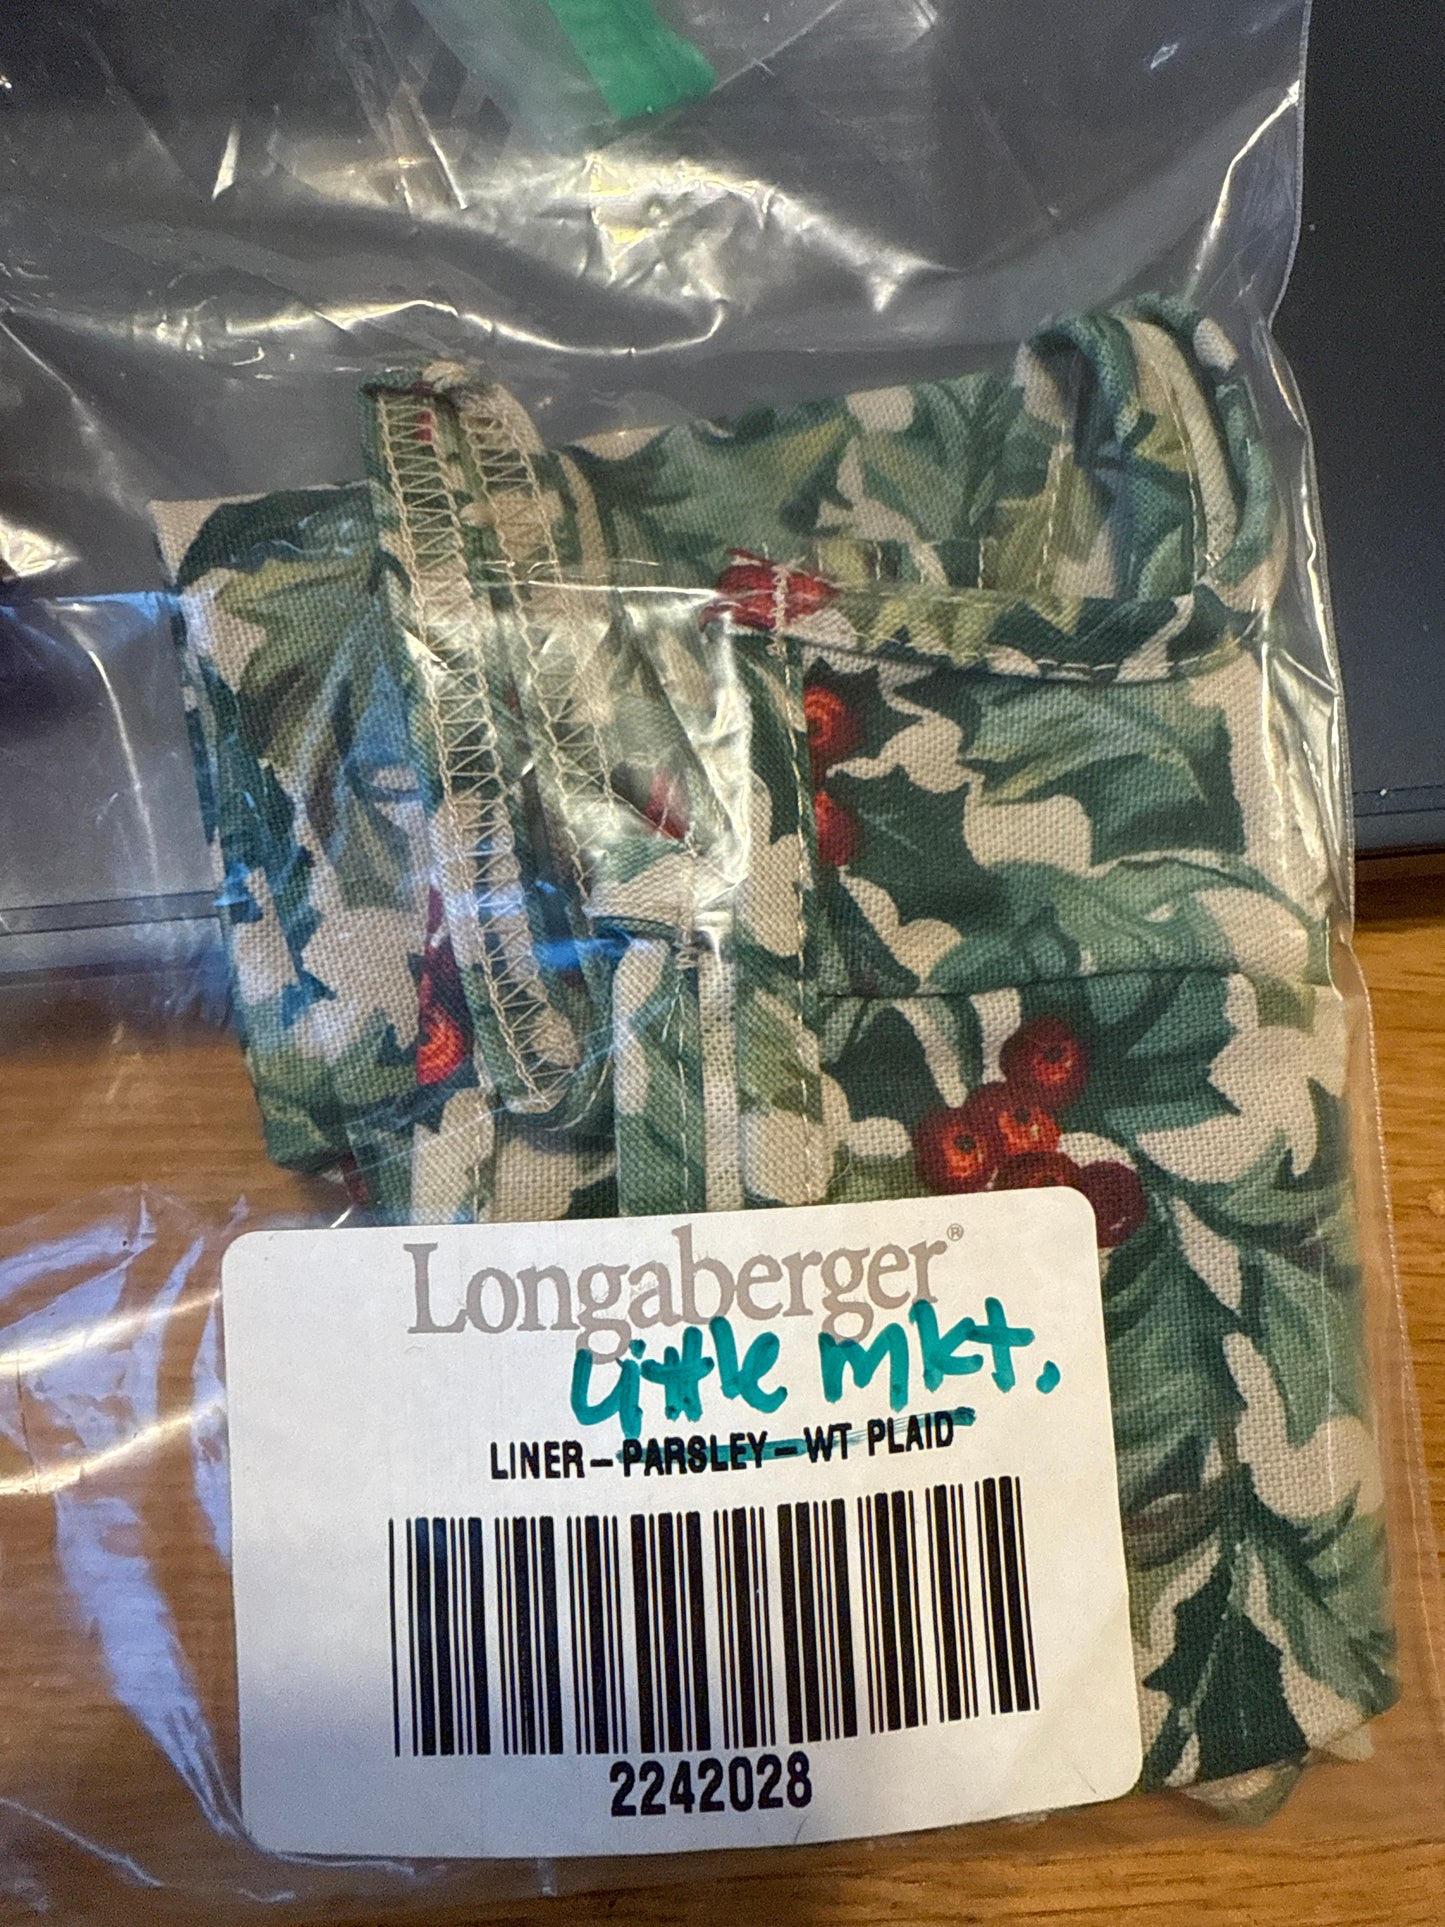 Longaberger®
Little mkt.
LINER-PARSLEY-WT PLAID
2242028